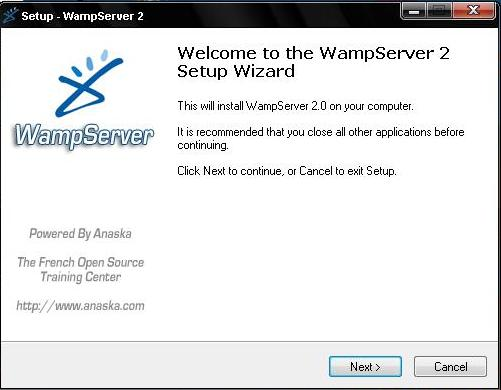 Setup - WampServer 2
Welcome to the WampServer 2
Setup Wizard
This will install WampServer 2.0 on your computer.
It is recommended that you close all other applications before
continuing.
Click Next to continue, or Cancel to exit Setup.
WampServer
Powered By Anaska
The French Open Source
Training Center
http://www.anaska.com
Next >
Cancel